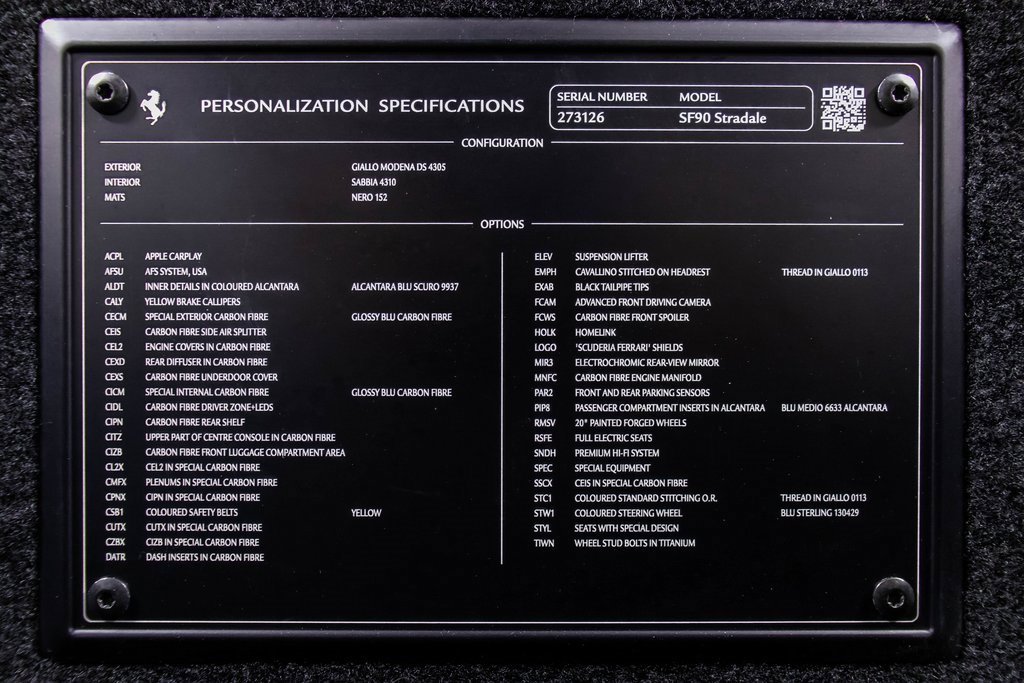 PERSONALIZATION SPECIFICATIONS
SERIAL NUMBER MODEL
273126 SF90 Stradale
CONFIGURATION
EXTERIOR GIALLO MODENA DS 4305
INTERIOR SABBIA 4310
MATS NERO 152
OPTIONS
ACPL APPLE CARPLAY
AFSU AFS SYSTEM, USA
ALDT INNER DETAILS IN COLOURED ALCANTARA ALCANTARA BLU SCURO 9937
CALY YELLOW BRAKE CALLIPERS
CECM SPECIAL EXTERIOR CARBON FIBRE GLOSSY BLU CARBON FIBRE
CEIS CARBON FIBRE SIDE AIR SPLITTER
CEL2 ENGINE COVERS IN CARBON FIBRE
CEXD REAR DIFFUSER IN CARBON FIBRE
CEXS CARBON FIBRE UNDERDOOR COVER
CICM SPECIAL INTERNAL CARBON FIBRE GLOSSY BLU CARBON FIBRE
CIDL CARBON FIBRE DRIVER ZONE+LEDS
CIPN CARBON FIBRE REAR SHELF
CITZ UPPER PART OF CENTRE CONSOLE IN CARBON FIBRE
CIZB CARBON FIBRE FRONT LUGGAGE COMPARTMENT AREA
CL2X CEL2 IN SPECIAL CARBON FIBRE
CMFX PLENUMS IN SPECIAL CARBON FIBRE
CPNX CIPN IN SPECIAL CARBON FIBRE
CSB1 COLOURED SAFETY BELTS YELLOW
CUTX CUTX IN SPECIAL CARBON FIBRE
CZBX CIZB IN SPECIAL CARBON FIBRE
DATR DASH INSERTS IN CARBON FIBRE
ELEV SUSPENSION LIFTER
EMPH CAVALLINO STITCHED ON HEADREST THREAD IN GIALLO 0113
EXAB BLACK TAILPIPE TIPS
FCAM ADVANCED FRONT DRIVING CAMERA
FCWS CARBON FIBRE FRONT SPOILER
HOLK HOMELINK
LOGO 'SCUDERIA FERRARI' SHIELDS
MIR3 ELECTROCHROMIC REAR-VIEW MIRROR
MNFC CARBON FIBRE ENGINE MANIFOLD
PAR2 FRONT AND REAR PARKING SENSORS
PIP8 PASSENGER COMPARTMENT INSERTS IN ALCANTARA BLU MEDIO 6633 ALCANTARA
RMSV 20" PAINTED FORGED WHEELS
RSFE FULL ELECTRIC SEATS
SNDH PREMIUM HI-FI SYSTEM
SPEC SPECIAL EQUIPMENT
SSCX CEIS IN SPECIAL CARBON FIBRE
STC1 COLOURED STANDARD STITCHING O.R. THREAD IN GIALLO 0113
STW1 COLOURED STEERING WHEEL BLU STERLING 130429
STYL SEATS WITH SPECIAL DESIGN
TIWN WHEEL STUD BOLTS IN TITANIUM